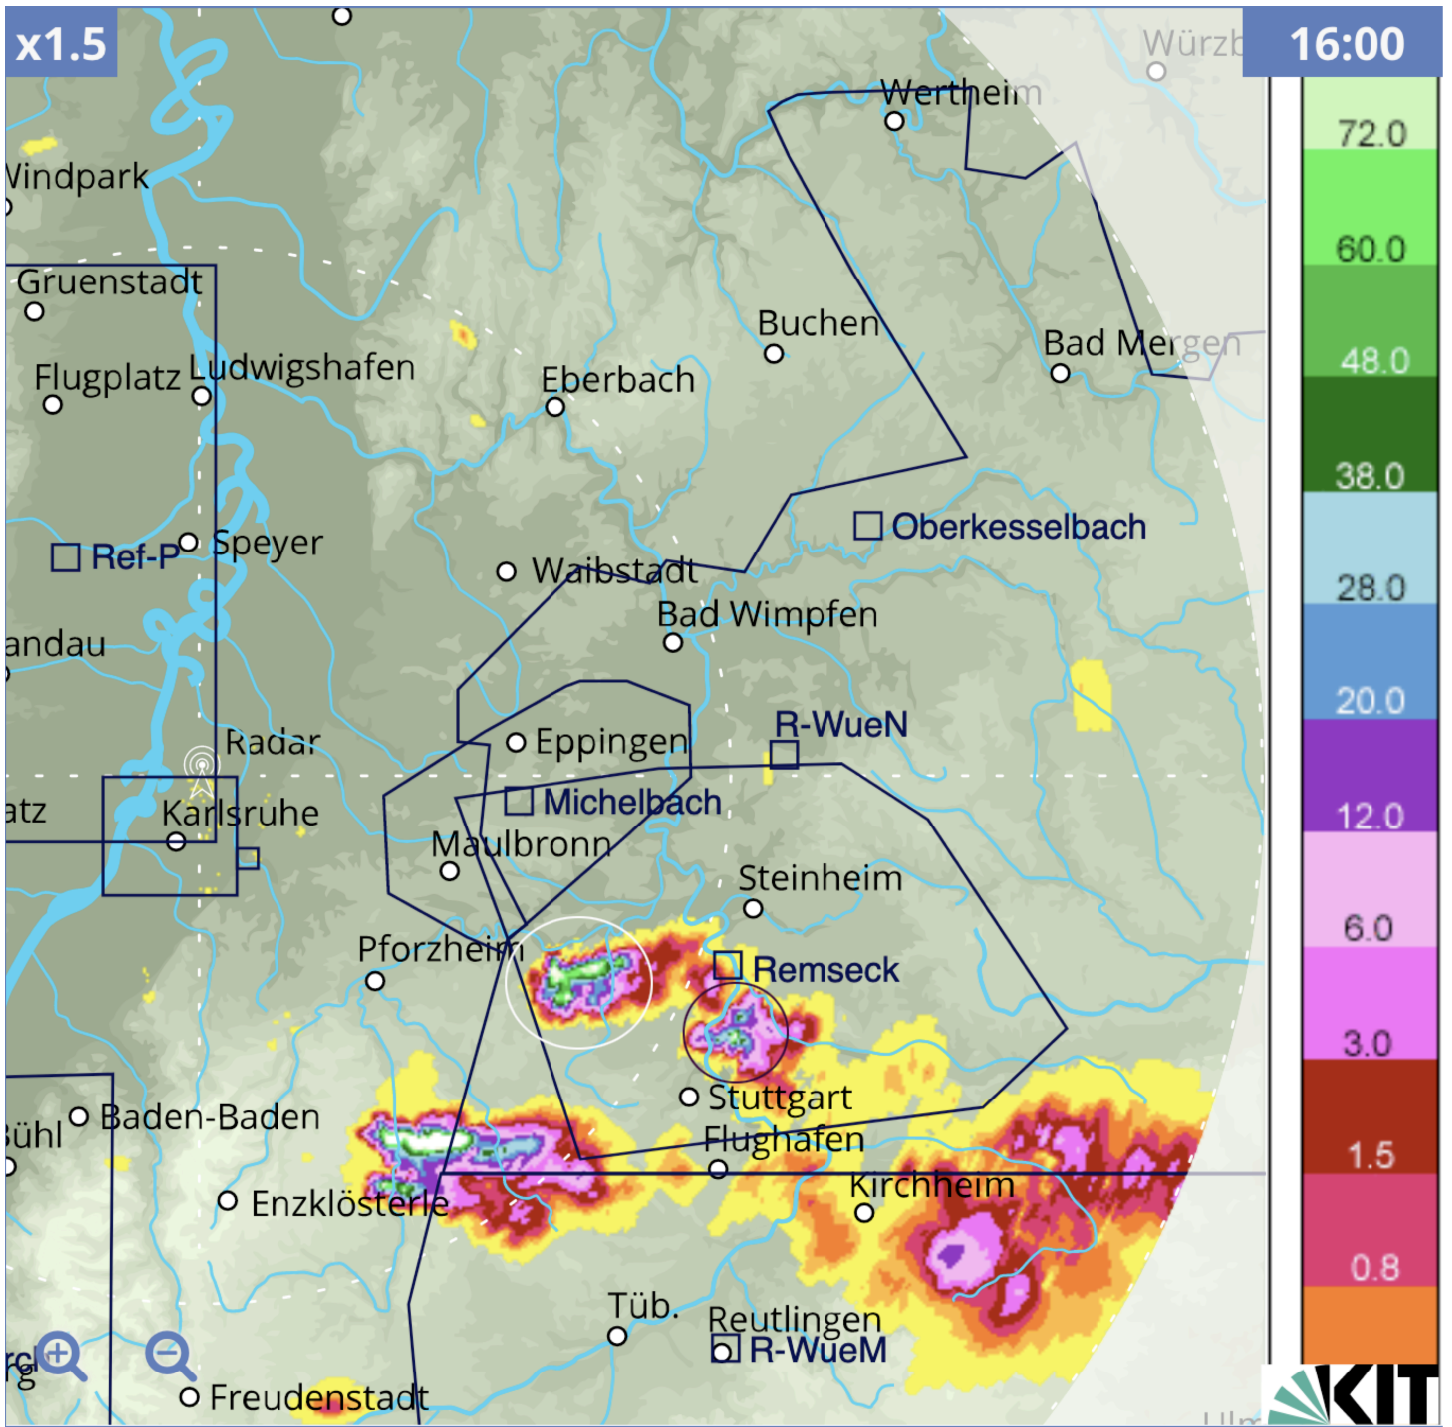 x1.5
16:00
Würzb
Wertheim
72.0
Windpark
60.0
Gruenstadt
Buchen
Bad Mergen
48.0
Flugplatz
Ludwigshafen
Eberbach
38.0
Oberkesselbach
Ref-P
Speyer
Waibstadt
28.0
Bad Wimpfen
andau
20.0
R-WueN
Radar
Eppingen
atz
Karlsruhe
Michelbach
12.0
Maulbronn
Steinheim
6.0
Pforzheim
Remseck
3.0
Stuttgart
Baden-Baden
Bühl
Flughafen
1.5
Kirchheim
Enzklösterle
0.8
Tüb.
Reutlingen
R-WueM
Freudenstadt
KIT